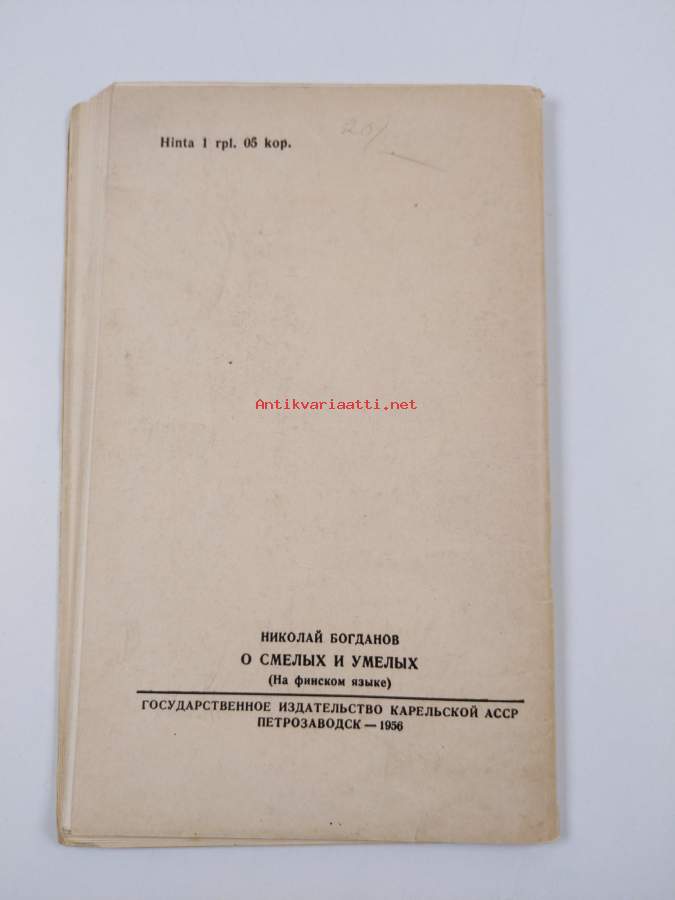 20/
Hinta 1 rpl. 05 kop.
Antikvariaatti.net
НИКОЛАЙ БОГДАНОВ
О СМЕЛЫХ И УМЕЛЫХ
(На финском языке)
ГОСУДАРСТВЕННОЕ ИЗДАТЕЛЬСТВО КАРЕЛЬСКОЙ АССР
ПЕТРОЗАВОДСК — 1956